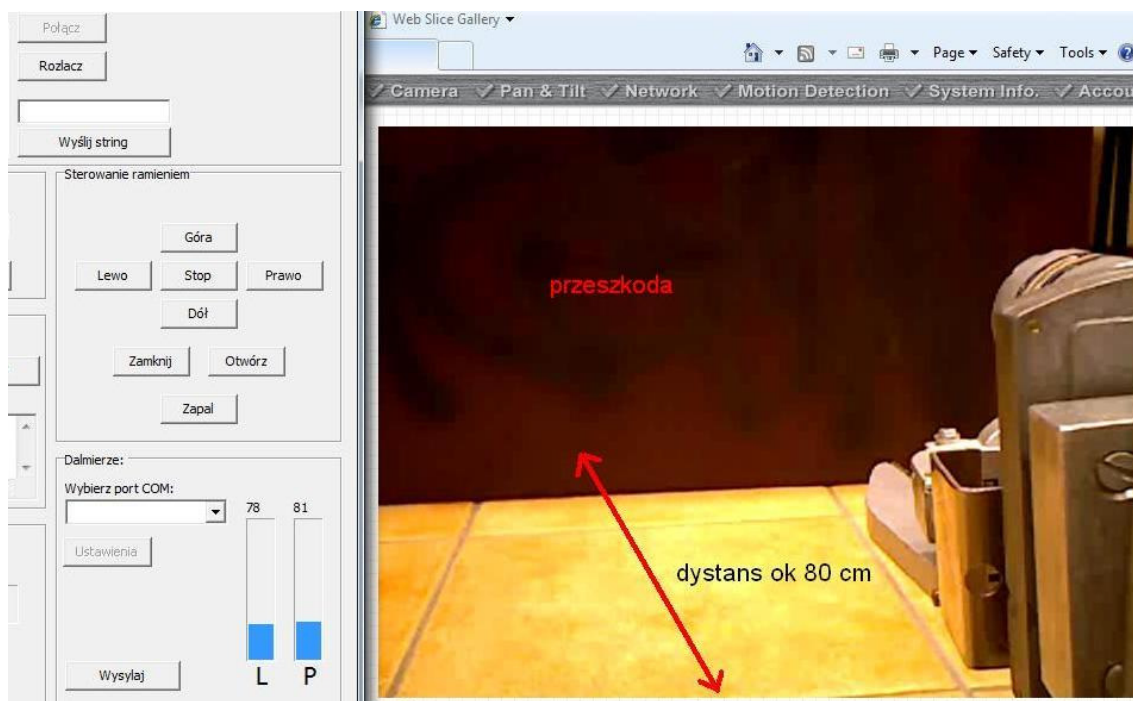 Połącz
Rozlacz
Wyślij string
Sterowanie ramieniem
Góra
Lewo Stop Prawo
Dół
Zamknij Otwórz
Zapal
Dalmierze:
Wybierz port COM:
78 81
Ustawienia
Wysylaj
L P
Web Slice Gallery
Page Safety Tools
Camera Pan & Tilt Network Motion Detection System Info. Accou
przeszkoda
dystans ok 80 cm